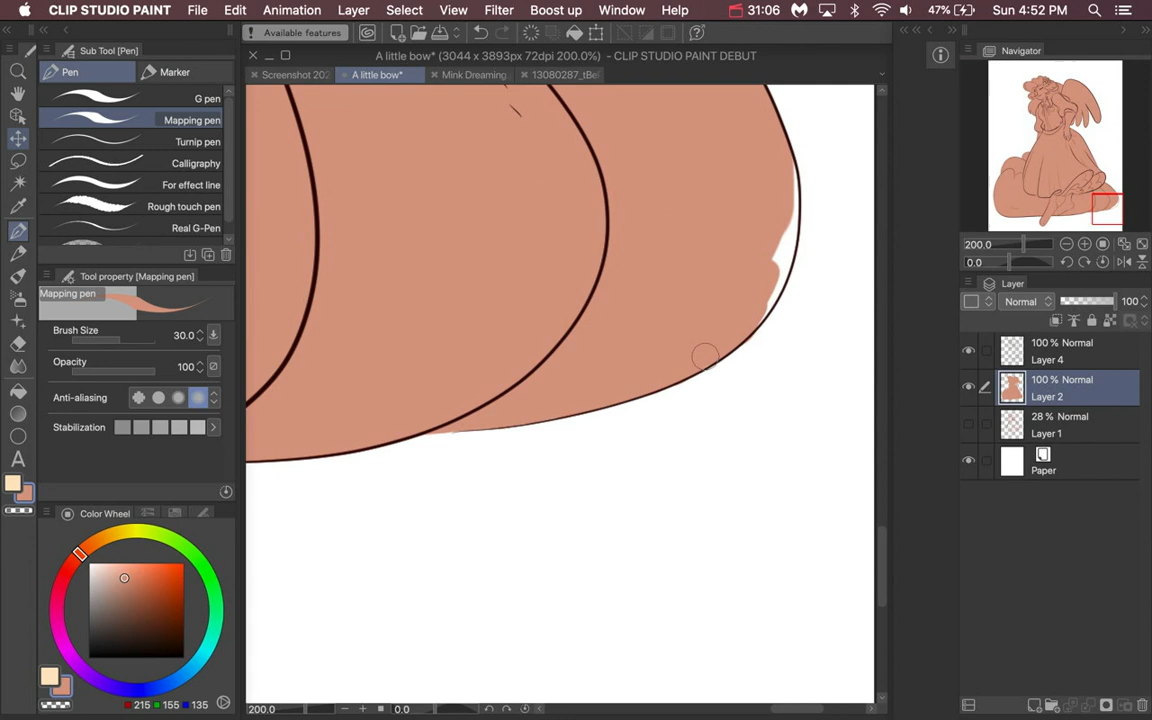 CLIP STUDIO PAINT File Edit Layer Select View Filter Boost up Window Help 31:06 47% Sun 4:52 PM
Sub Tool [Pen]
Available features
A little bow* (3044 x 3893px 72dpi 200.0%) - CLIP STUDIO PAINT DEBUT
Navigator
Pen Marker
Screenshot 202 A little bow* Mink Dreaming 13080287_tBel
G pen
Mapping pen
Turnip pen
Calligraphy
For effect line
Rough touch pen
Real G-Pen
200.0
0.0
Tool property [Mapping pen]
Layer
Mapping pen
Normal 100
Brush Size 30.0
Opacity 100
Anti-aliasing
Stabilization
100 % Normal
Layer 4
100 % Normal
Layer 2
28 % Normal
Layer 1
Paper
A
Color Wheel
215 155 135
200.0 0.0